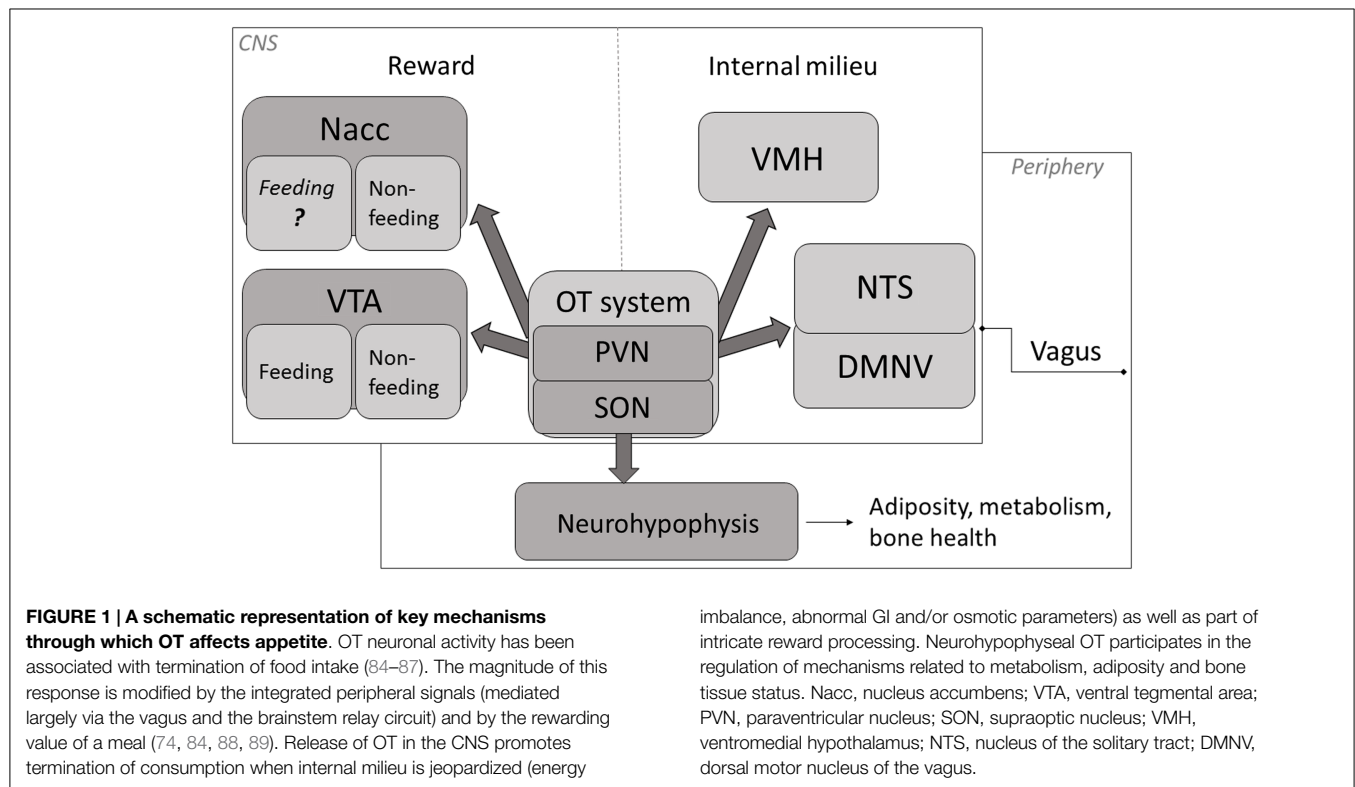 CNS
Reward
Internal milieu
Nacc
Feeding
?
Non-
feeding
VMH
Periphery
VTA
Feeding
Non-
feeding
OT system
PVN
SON
NTS
DMNV
Vagus
Neurohypophysis
Adiposity, metabolism,
bone health
FIGURE 1 | A schematic representation of key mechanisms
through which OT affects appetite. OT neuronal activity has been
associated with termination of food intake (84–87). The magnitude of this
response is modified by the integrated peripheral signals (mediated
largely via the vagus and the brainstem relay circuit) and by the rewarding
value of a meal (74, 84, 88, 89). Release of OT in the CNS promotes
termination of consumption when internal milieu is jeopardized (energy
imbalance, abnormal GI and/or osmotic parameters) as well as part of
intricate reward processing. Neurohypophyseal OT participates in the
regulation of mechanisms related to metabolism, adiposity and bone
tissue status. Nacc, nucleus accumbens; VTA, ventral tegmental area;
PVN, paraventricular nucleus; SON, supraoptic nucleus; VMH,
ventromedial hypothalamus; NTS, nucleus of the solitary tract; DMNV,
dorsal motor nucleus of the vagus.